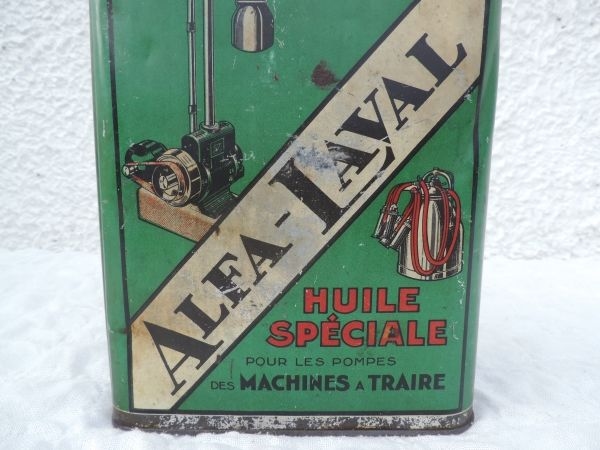 ALFA-LAVAL
HUILE
SPÉCIALE
POUR LES POMPES
DES MACHINES A TRAIRE